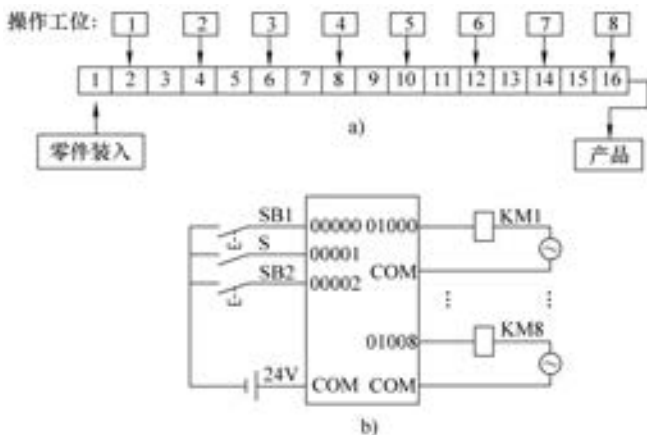 操作工位: 1 2 3 4 5 6 7 8
1 2 3 4 5 6 7 8 9 10 11 12 13 14 15 16
a)
零件装入 产品
SB1 00000 01000 KM1
S 00001
COM
SB2 00002
⋮ ⋮
01008 KM8
24V COM COM
b)